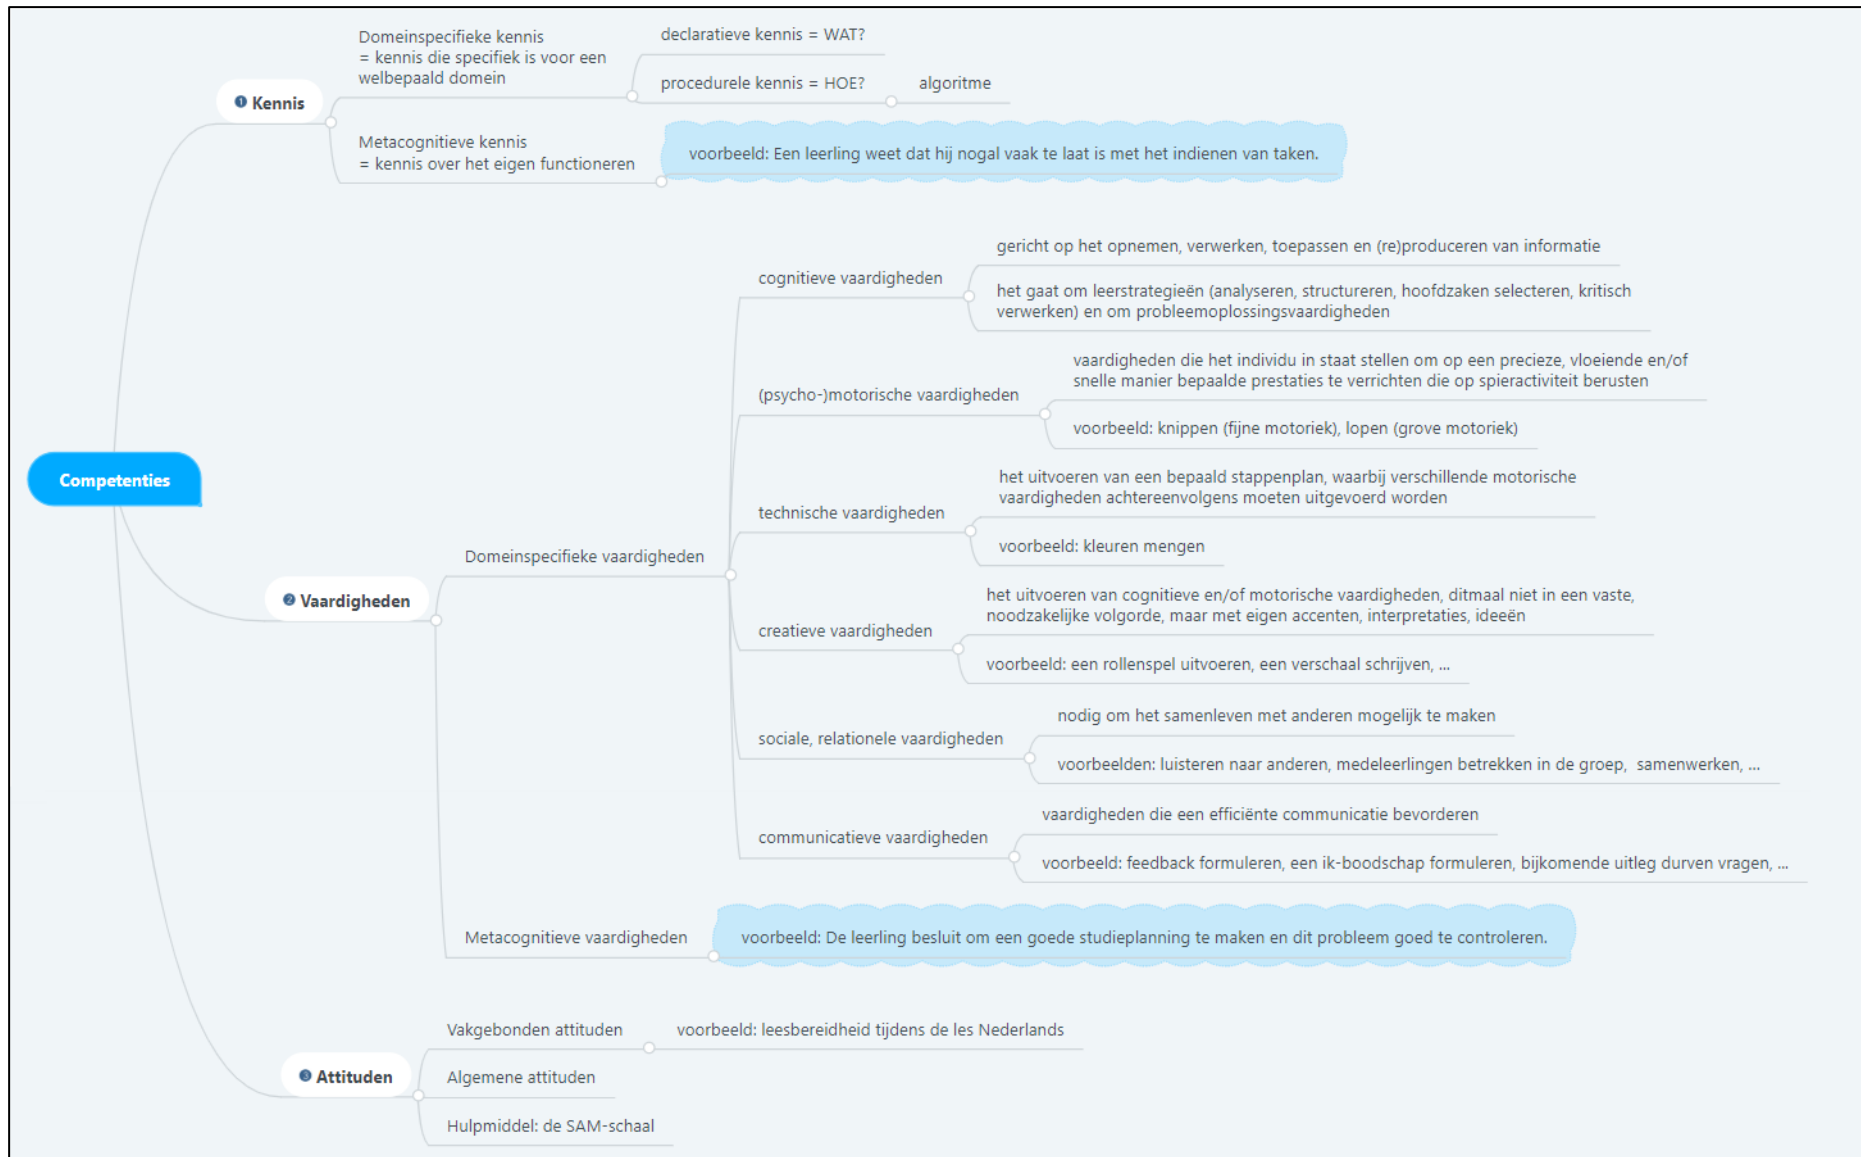 Competenties
❶ Kennis
Domeinspecifieke kennis
= kennis die specifiek is voor een
welbepaald domein
declaratieve kennis = WAT?
procedurele kennis = HOE?
algoritme
Metacognitieve kennis
= kennis over het eigen functioneren
voorbeeld: Een leerling weet dat hij nogal vaak te laat is met het indienen van taken.
❷ Vaardigheden
Domeinspecifieke vaardigheden
cognitieve vaardigheden
gericht op het opnemen, verwerken, toepassen en (re)produceren van informatie
het gaat om leerstrategieën (analyseren, structureren, hoofdzaken selecteren, kritisch
verwerken) en om probleemoplossingsvaardigheden
(psycho-)motorische vaardigheden
vaardigheden die het individu in staat stellen om op een precieze, vloeiende en/of
snelle manier bepaalde prestaties te verrichten die op spieractiviteit berusten
voorbeeld: knippen (fijne motoriek), lopen (grove motoriek)
technische vaardigheden
het uitvoeren van een bepaald stappenplan, waarbij verschillende motorische
vaardigheden achtereenvolgens moeten uitgevoerd worden
voorbeeld: kleuren mengen
creatieve vaardigheden
het uitvoeren van cognitieve en/of motorische vaardigheden, ditmaal niet in een vaste,
noodzakelijke volgorde, maar met eigen accenten, interpretaties, ideeën
voorbeeld: een rollenspel uitvoeren, een verschaal schrijven, ...
sociale, relationele vaardigheden
nodig om het samenleven met anderen mogelijk te maken
voorbeelden: luisteren naar anderen, medeleerlingen betrekken in de groep, samenwerken, ...
communicatieve vaardigheden
vaardigheden die een efficiënte communicatie bevorderen
voorbeeld: feedback formuleren, een ik-boodschap formuleren, bijkomende uitleg durven vragen, ...
Metacognitieve vaardigheden
voorbeeld: De leerling besluit om een goede studieplanning te maken en dit probleem goed te controleren.
❸ Attituden
Vakgebonden attituden
voorbeeld: leesbereidheid tijdens de les Nederlands
Algemene attituden
Hulpmiddel: de SAM-schaal